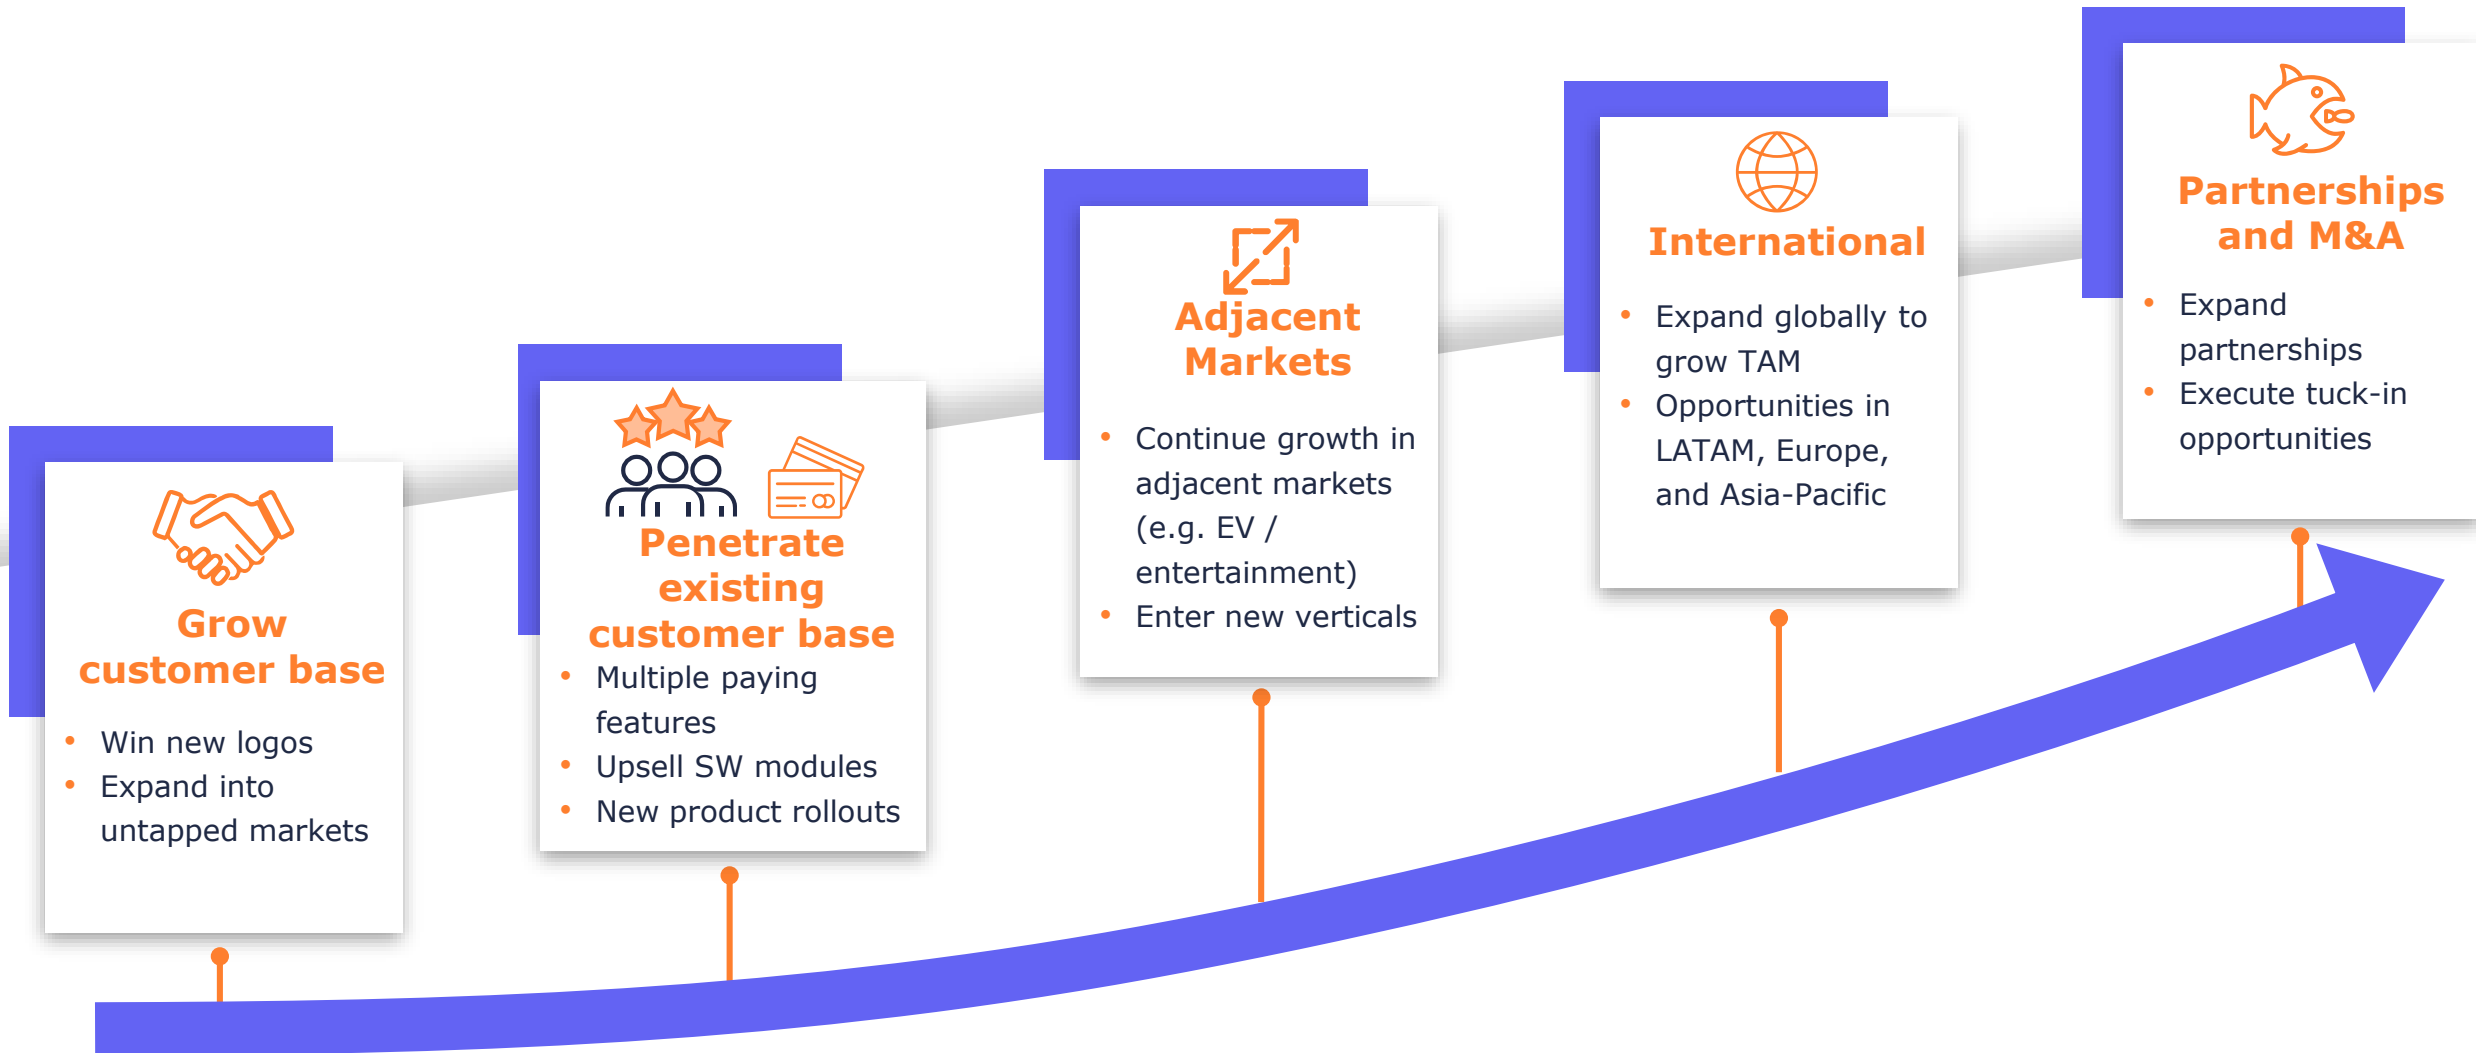 Grow
customer base
• Win new logos
• Expand into
untapped markets
Penetrate
existing
customer base
• Multiple paying
features
• Upsell SW modules
• New product rollouts
Adjacent
Markets
• Continue growth in
adjacent markets
(e.g. EV /
entertainment)
• Enter new verticals
International
• Expand globally to
grow TAM
• Opportunities in
LATAM, Europe,
and Asia-Pacific
Partnerships
and M&A
• Expand
partnerships
• Execute tuck-in
opportunities